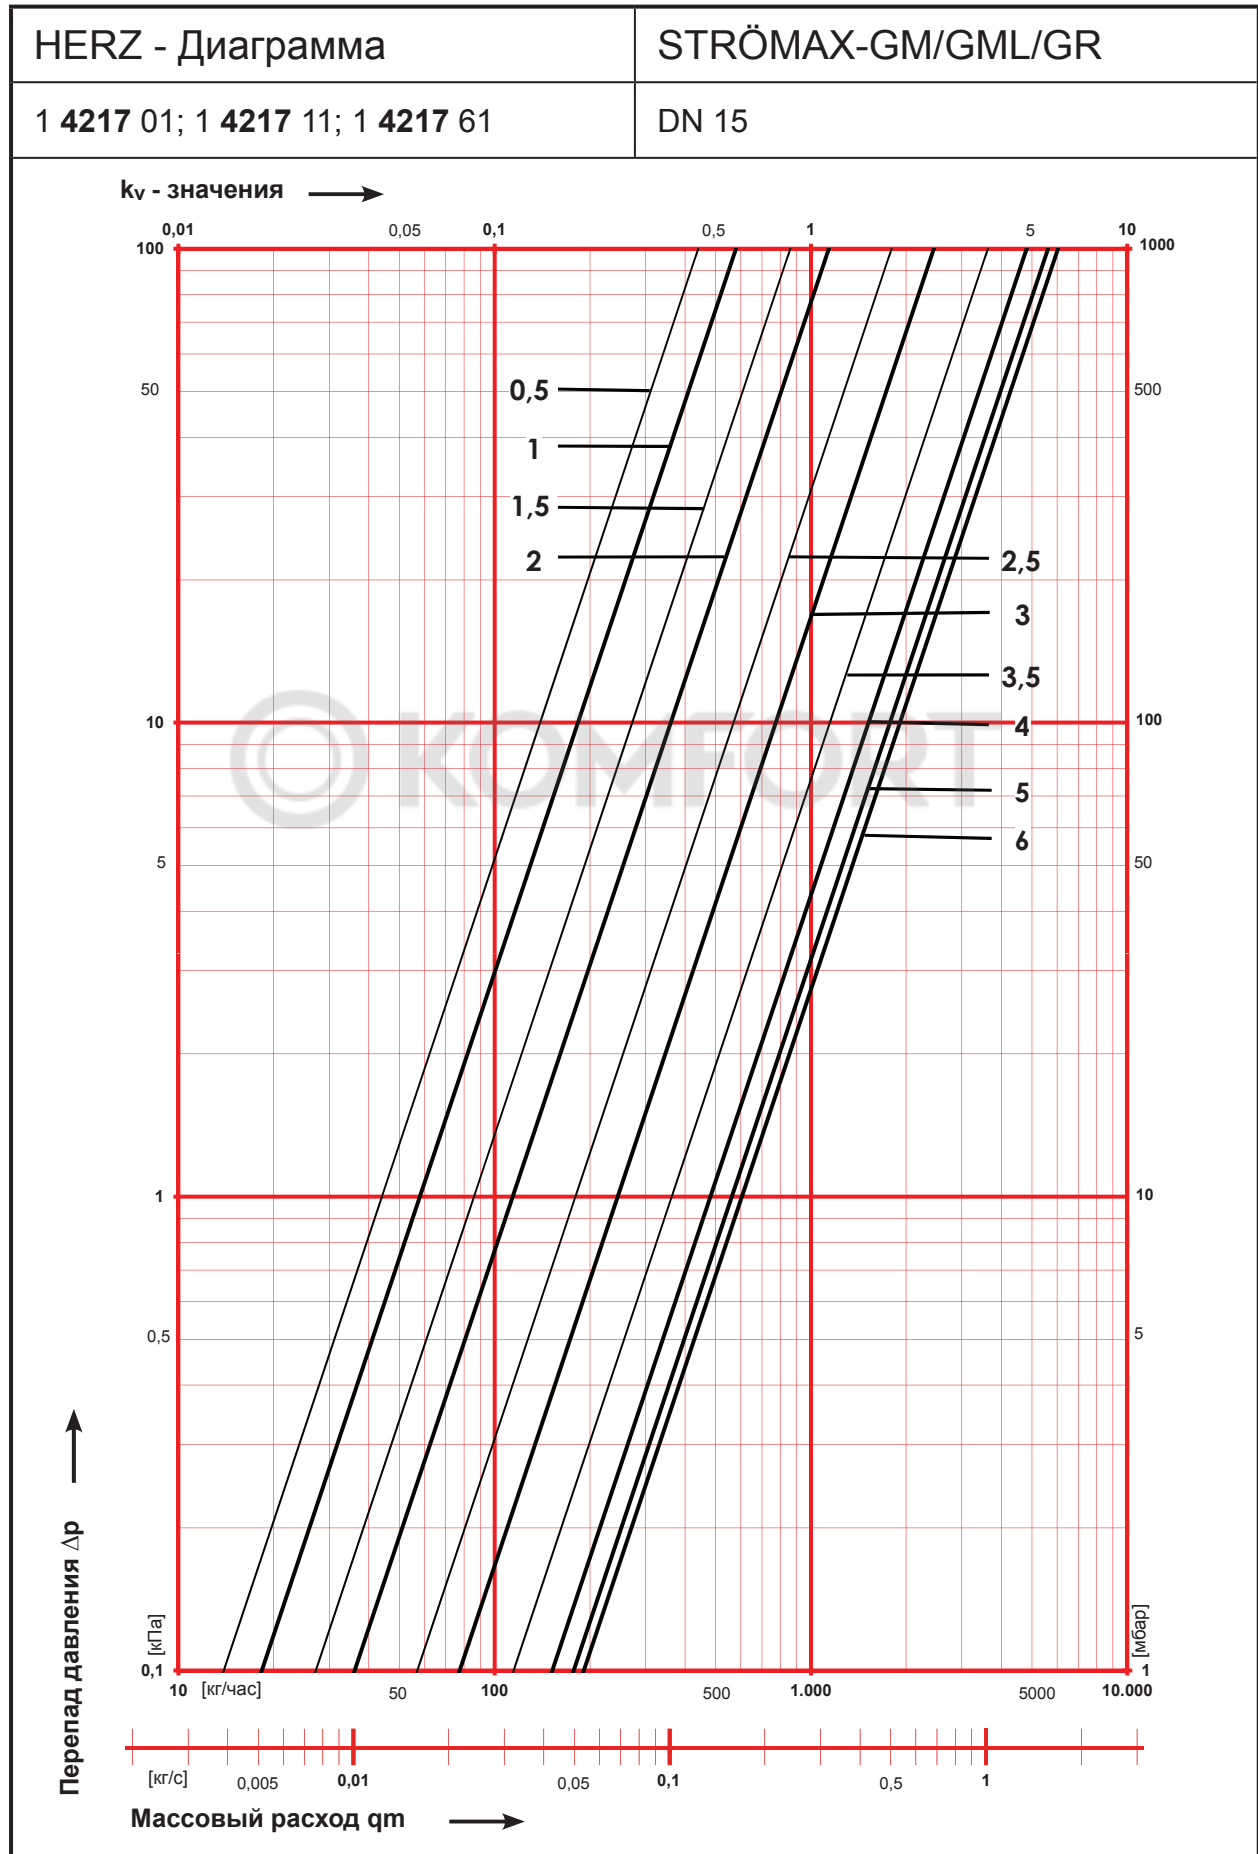 HERZ - Диаграмма
STRÖMAX-GM/GML/GR
1 4217 01; 1 4217 11; 1 4217 61
DN 15
kv - значения
0,01 0,05 0,1 0,5 1 5 10
100 1000
50 500
0,5
1
1,5
2 2,5
3
3,5
10 100
4
5
6
5 50
1 10
0,5 5
0,1 1
[кПа]
[мбар]
Перепад давления Δp
10 [кг/час] 50 100 500 1.000 5000 10.000
[кг/с] 0,005 0,01 0,05 0,1 0,5 1
Массовый расход qm
KOMFORT